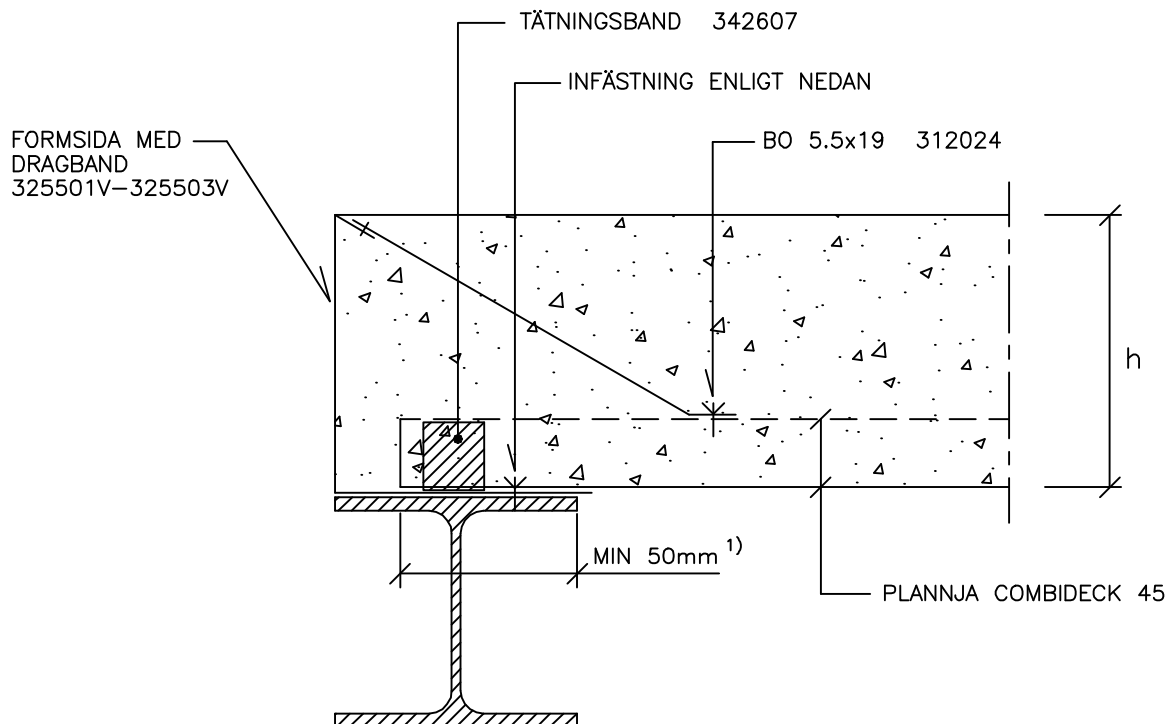 TÄTNINGSBAND 342607
INFÄSTNING ENLIGT NEDAN
FORMSIDA MED
DRAGBAND
325501V–325503V
BO 5.5x19 312024
h
MIN 50mm 1)
PLANNJA COMBIDECK 45